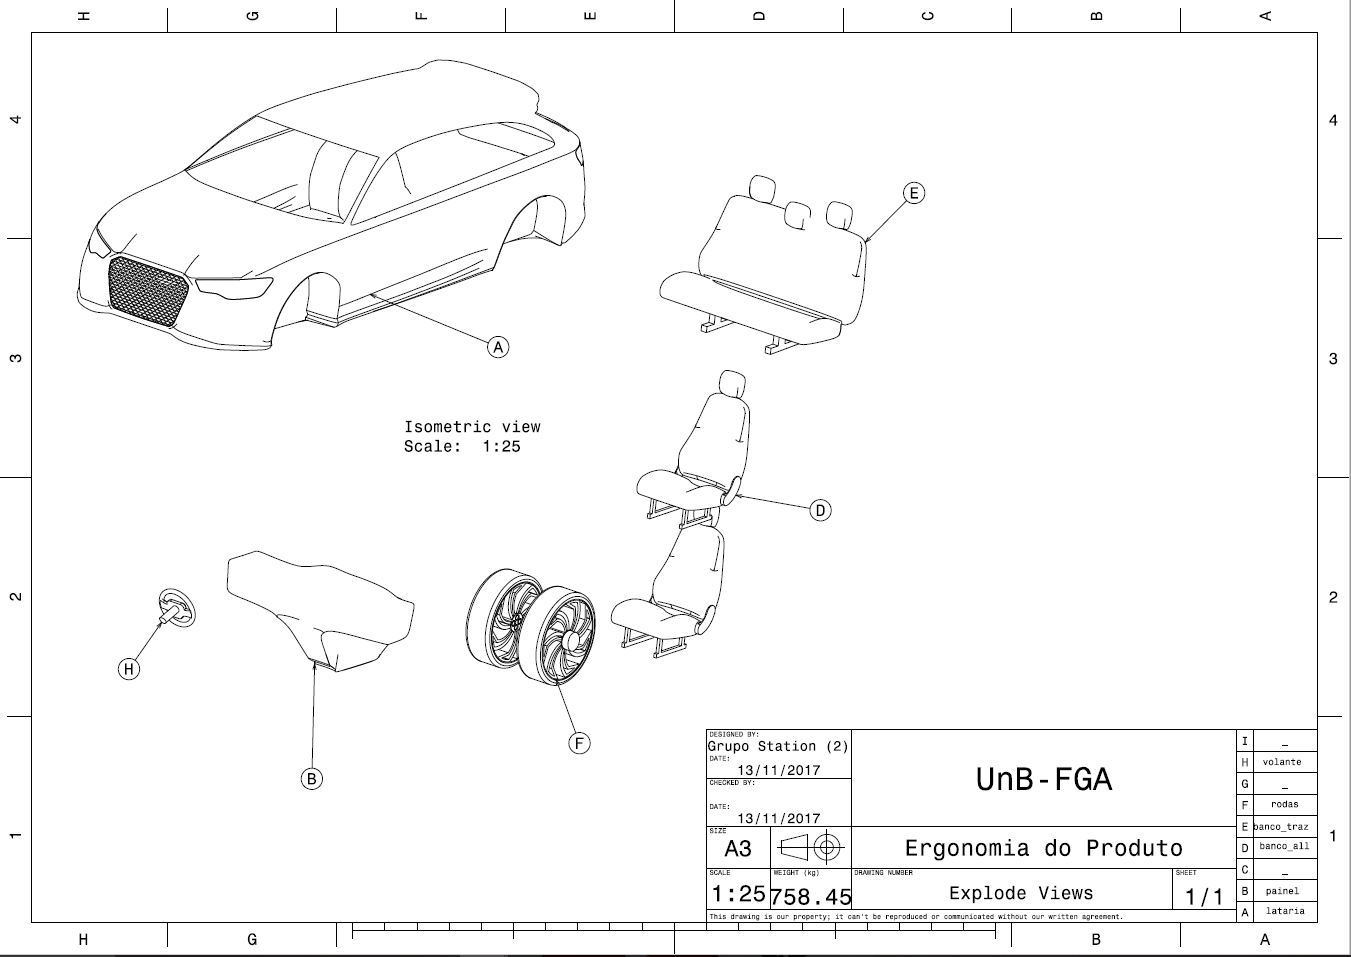 H G F E D C B A
4 4
E
3 3
A
Isometric view
Scale: 1:25
D
2 2
H
F
B
1 1
DESIGNED BY:
Grupo Station (2)
DATE:
13/11/2017
CHECKED BY:
DATE:
13/11/2017
UnB-FGA
SIZE
A3
Ergonomia do Produto
SCALE
1:25
WEIGHT (kg)
758.45
DRAWING NUMBER
Explode Views
SHEET
1/1
This drawing is our property; it can't be reproduced or communicated without our written agreement.
I _
H volante
G _
F rodas
E banco_traz
D banco_all
C _
B painel
A lataria
H G B A